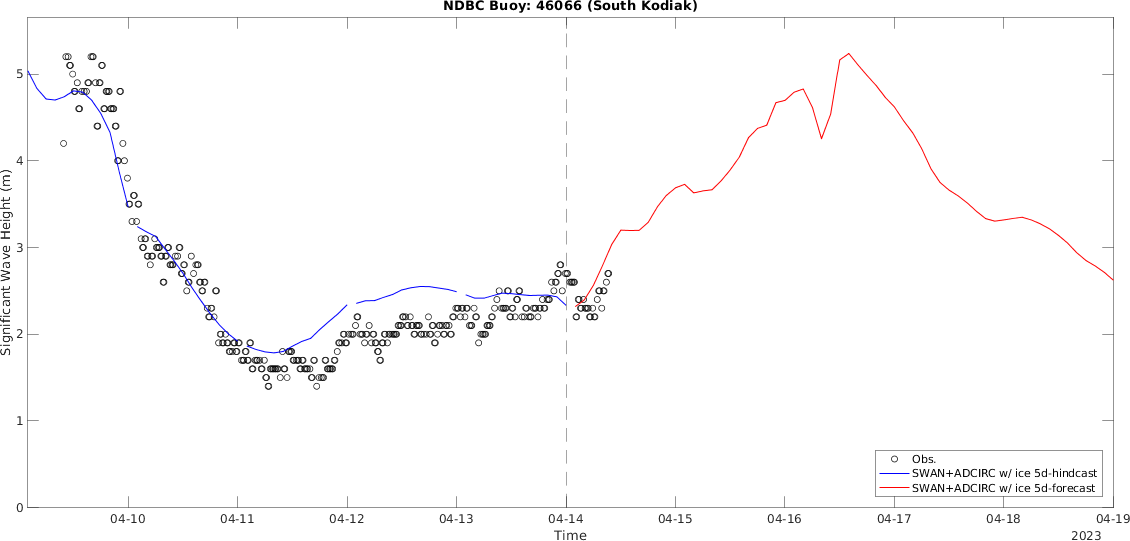 NDBC Buoy: 46066 (South Kodiak)
Significant Wave Height (m)
5
4
3
2
1
0
Obs.
SWAN+ADCIRC w/ ice 5d-hindcast
SWAN+ADCIRC w/ ice 5d-forecast
04-10 04-11 04-12 04-13 04-14 04-15 04-16 04-17 04-18 04-19
Time
2023